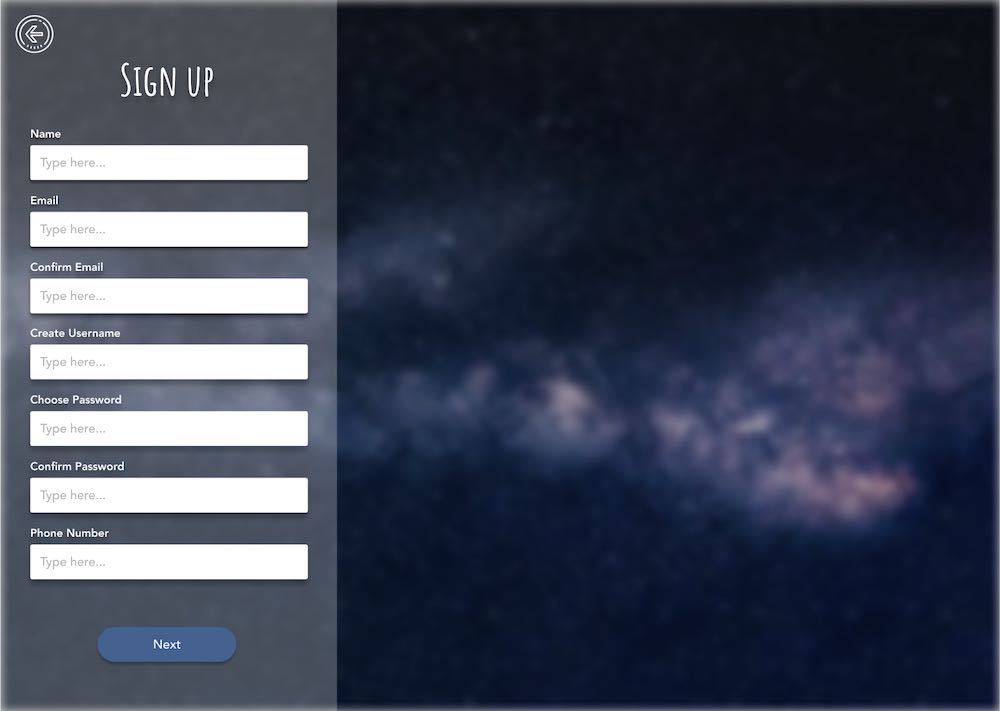 Sign up
Name
Type here...
Email
Type here...
Confirm Email
Type here...
Create Username
Type here...
Choose Password
Type here...
Confirm Password
Type here...
Phone Number
Type here...
Next